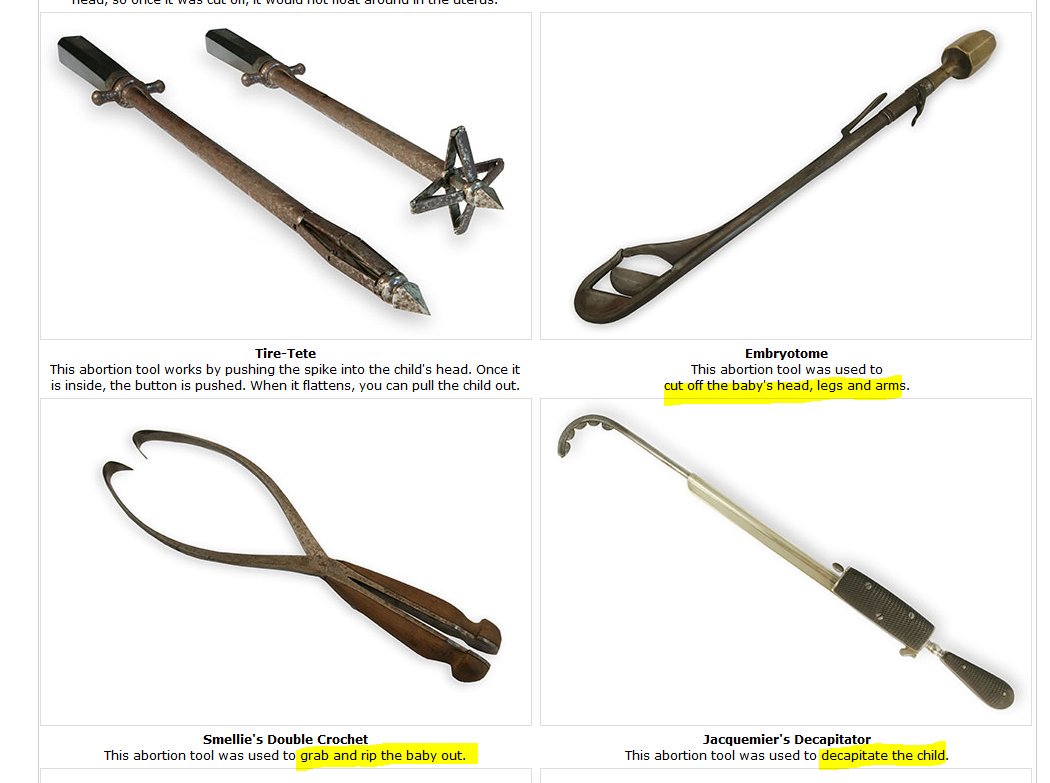 head, so once it was cut off, it would not float around in the uterus.
Tire-Tete
This abortion tool works by pushing the spike into the child's head. Once it
is inside, the button is pushed. When it flattens, you can pull the child out.
Embryotome
This abortion tool was used to
cut off the baby's head, legs and arms.
Smellie's Double Crochet
This abortion tool was used to grab and rip the baby out.
Jacquemier's Decapitator
This abortion tool was used to decapitate the child.